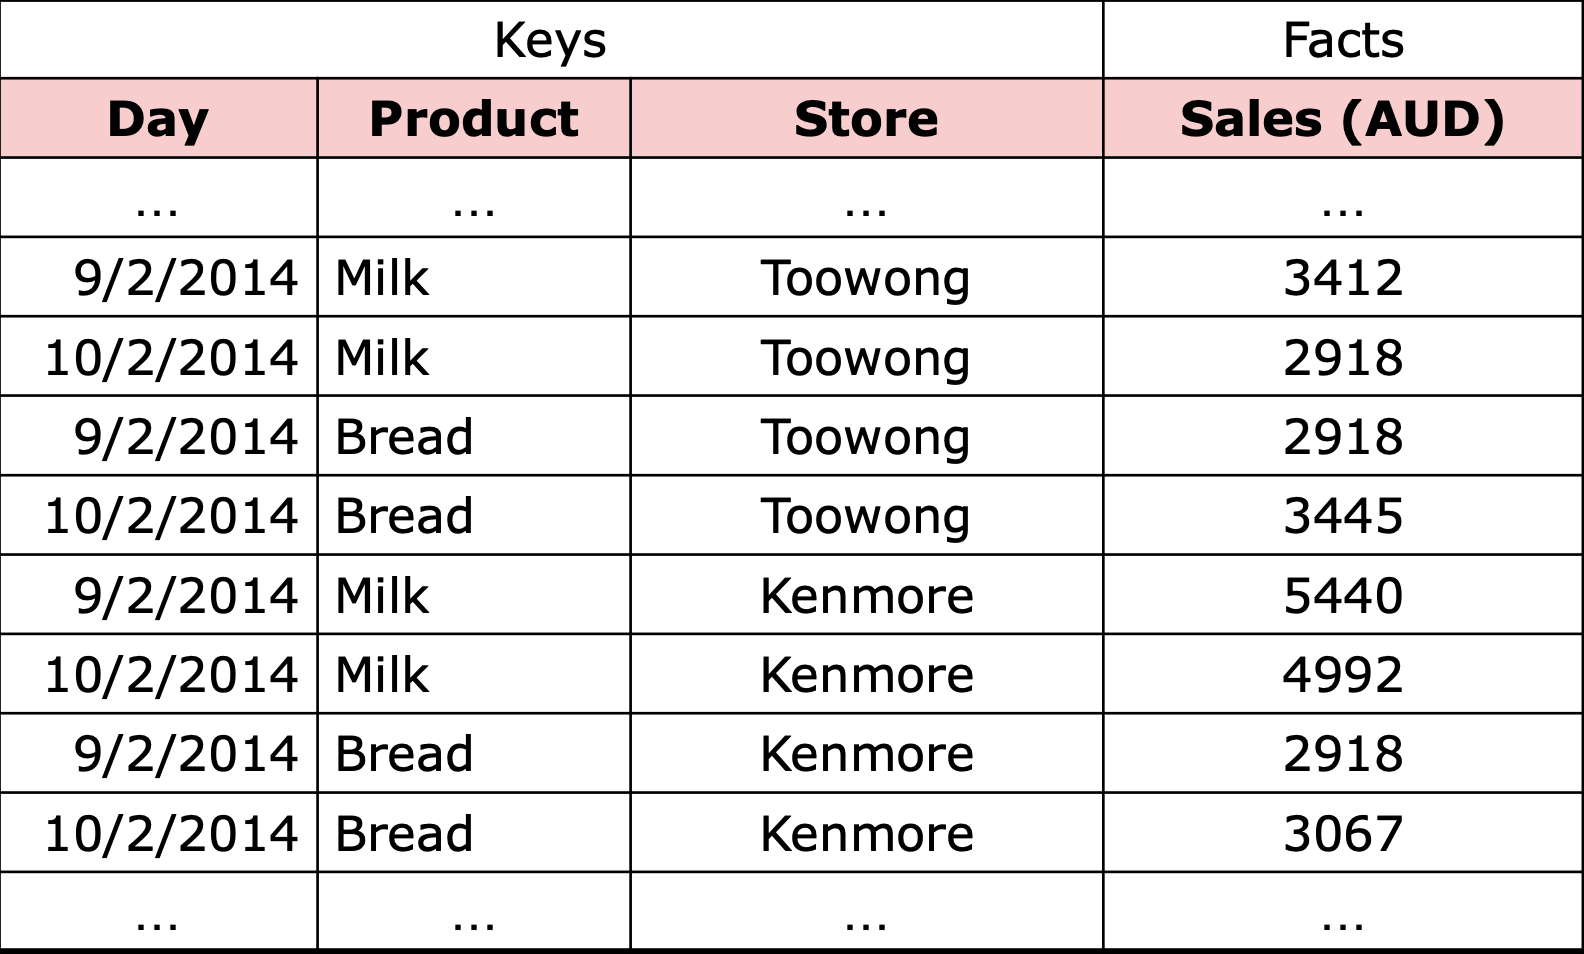 Keys Facts
Day Product Store Sales (AUD)
... ... ... ...
9/2/2014 Milk Toowong 3412
10/2/2014 Milk Toowong 2918
9/2/2014 Bread Toowong 2918
10/2/2014 Bread Toowong 3445
9/2/2014 Milk Kenmore 5440
10/2/2014 Milk Kenmore 4992
9/2/2014 Bread Kenmore 2918
10/2/2014 Bread Kenmore 3067
... ... ... ...